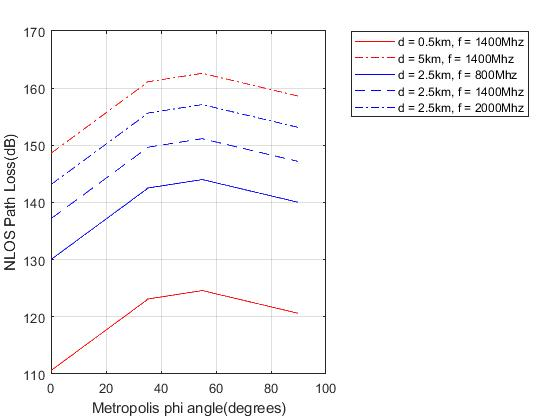 170
160
150
140
130
120
110
0
20
40
60
80
100
NLOS Path Loss(dB)
Metropolis phi angle(degrees)
d = 0.5km, f = 1400Mhz
d = 5km, f = 1400Mhz
d = 2.5km, f = 800Mhz
d = 2.5km, f = 1400Mhz
d = 2.5km, f = 2000Mhz